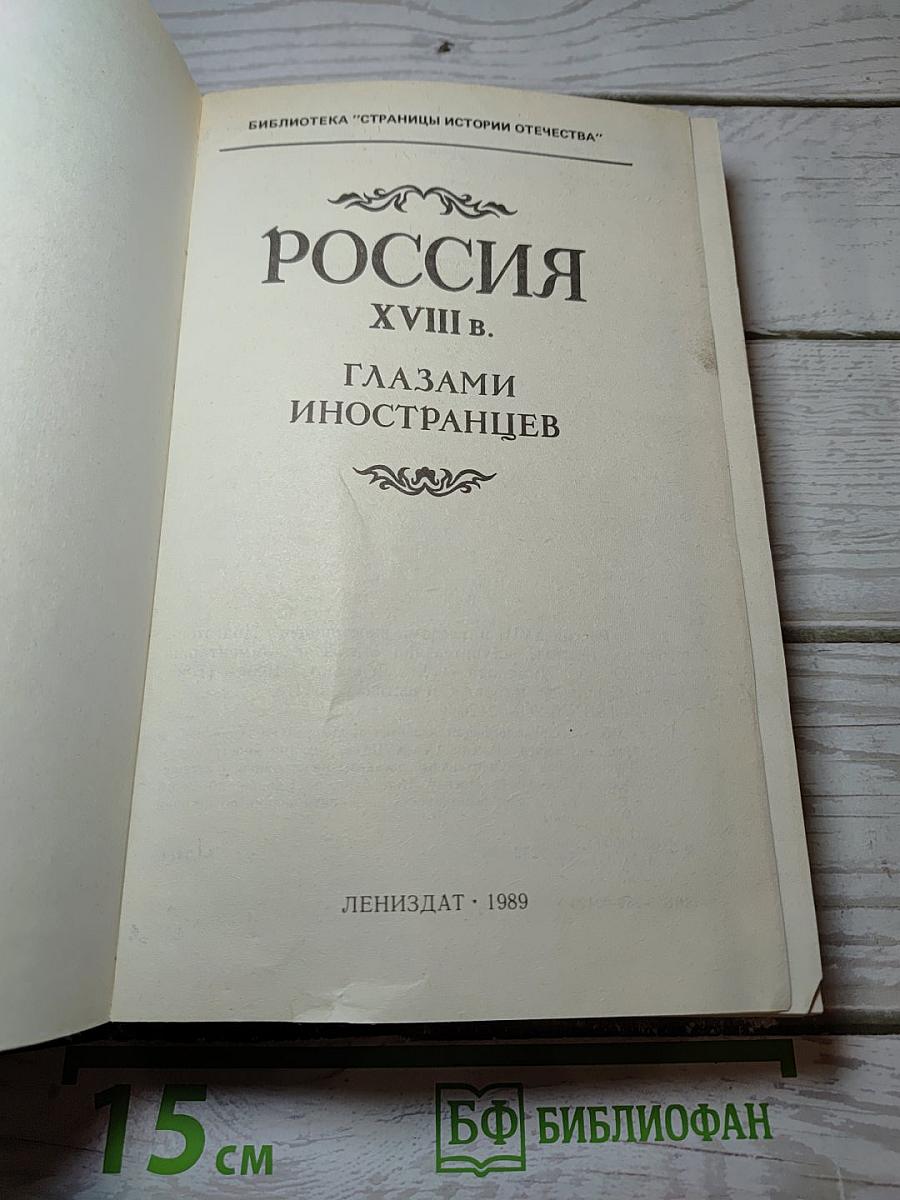 БИБЛИОТЕКА "СТРАНИЦЫ ИСТОРИИ ОТЕЧЕСТВА"
РОССИЯ
XVIII в.
ГЛАЗАМИ
ИНОСТРАНЦЕВ
ЛЕНИЗДАТ · 1989
15 см
БФ БИБЛИОФАН